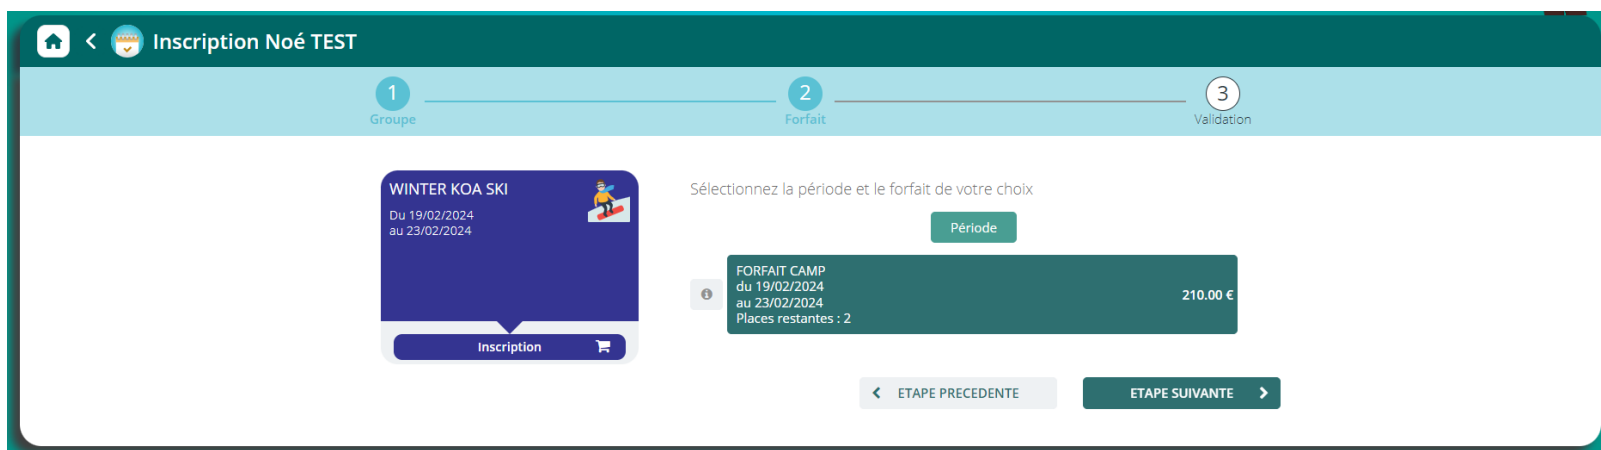 Inscription Noé TEST
1
Groupe
2
Forfait
3
Validation
WINTER KOA SKI
Du 19/02/2024
au 23/02/2024
Inscription
Sélectionnez la période et le forfait de votre choix
Période
FORFAIT CAMP
du 19/02/2024
au 23/02/2024
Places restantes : 2
210.00 €
ETAPE PRECEDENTE
ETAPE SUIVANTE